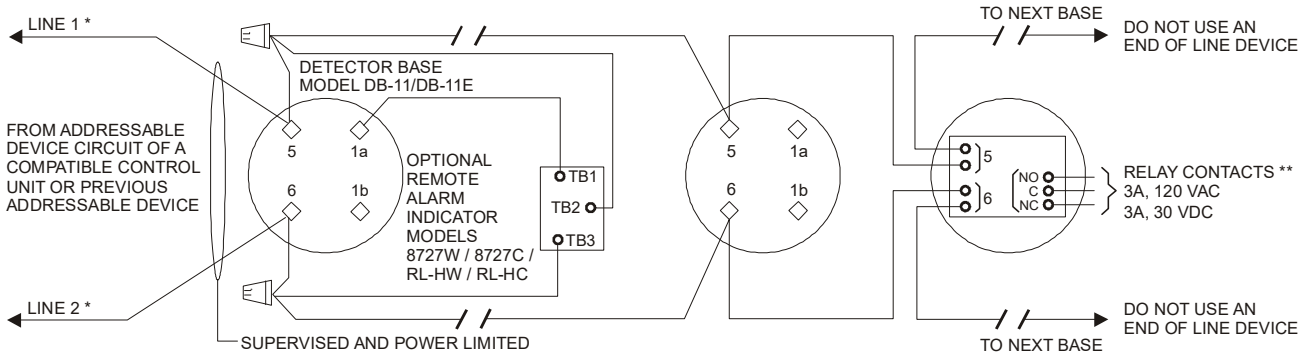 LINE 1 *
TO NEXT BASE
DO NOT USE AN
END OF LINE DEVICE
DETECTOR BASE
MODEL DB-11/DB-11E
FROM ADDRESSABLE
DEVICE CIRCUIT OF A
COMPATIBLE CONTROL
UNIT OR PREVIOUS
ADDRESSABLE DEVICE
5
1a
6
1b
OPTIONAL
REMOTE
ALARM
INDICATOR
MODELS
8727W / 8727C /
RL-HW / RL-HC
TB1
TB2
TB3
5
1a
6
1b
5
6
NO
C
NC
RELAY CONTACTS **
3A, 120 VAC
3A, 30 VDC
LINE 2 *
SUPERVISED AND POWER LIMITED
DO NOT USE AN
END OF LINE DEVICE
TO NEXT BASE